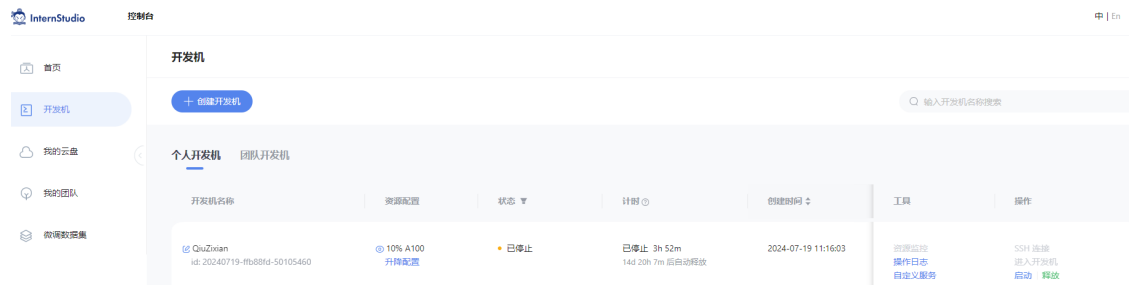 InternStudio 控制台 中 | En
首页
开发机
我的云盘
我的团队
微调数据集
开发机
创建开发机
输入开发机名称搜索
个人开发机 团队开发机
开发机名称 资源配置 状态 计时 创建时间 工具 操作
QiuZixian 10% A100 已停止 已停止 3h 52m 2024-07-19 11:16:03 资源监控 SSH 连接
id: 20240719-ffb88fd-50105460 升降配置 14d 20h 7m 后自动释放 操作日志 进入开发机
自定义服务 启动 释放